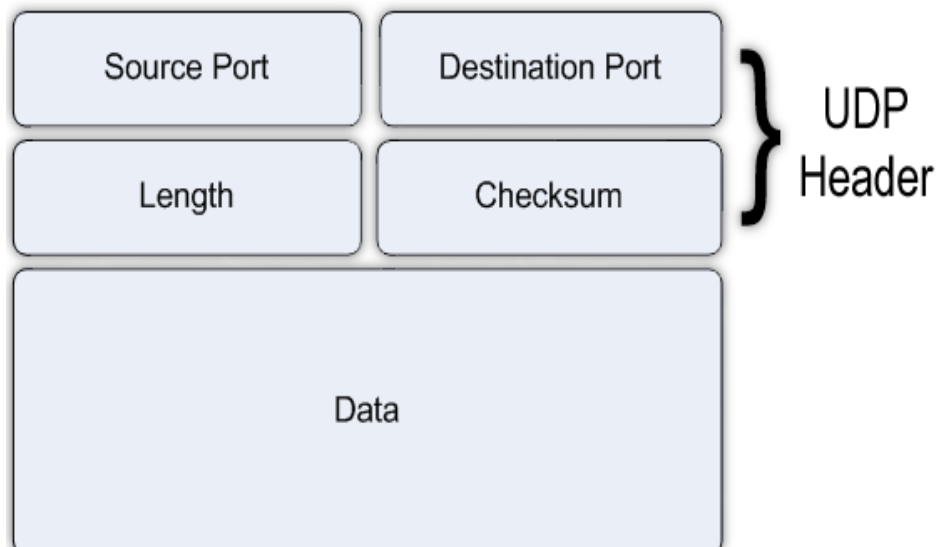 Source Port
Destination Port
UDP
Header
Length
Checksum
Data